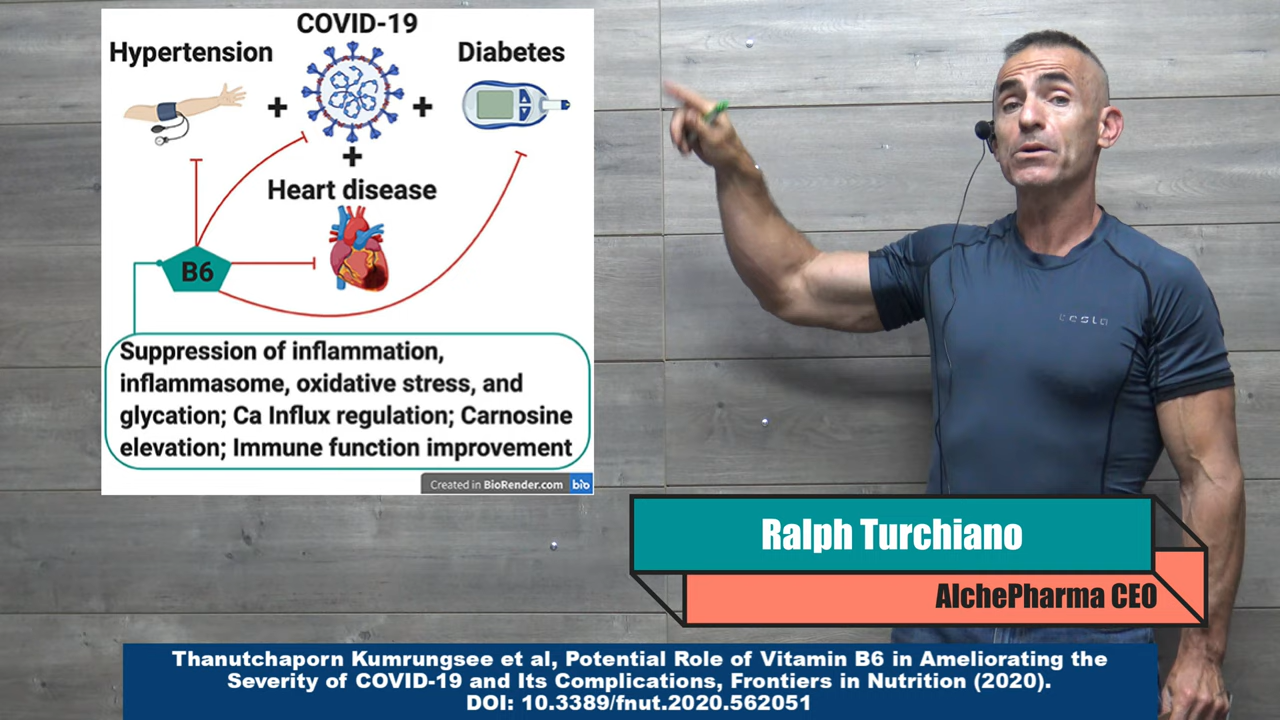 COVID-19
Hypertension
Diabetes
+
+
+
Heart disease
B6
Suppression of inflammation,
inflammasome, oxidative stress, and
glycation; Ca Influx regulation; Carnosine
elevation; Immune function improvement
Created in BioRender.com
bio
tesla
Ralph Turchiano
AlchePharma CEO
Thanutchaporn Kumrungsee et al, Potential Role of Vitamin B6 in Ameliorating the
Severity of COVID-19 and Its Complications, Frontiers in Nutrition (2020).
DOI: 10.3389/fnut.2020.562051